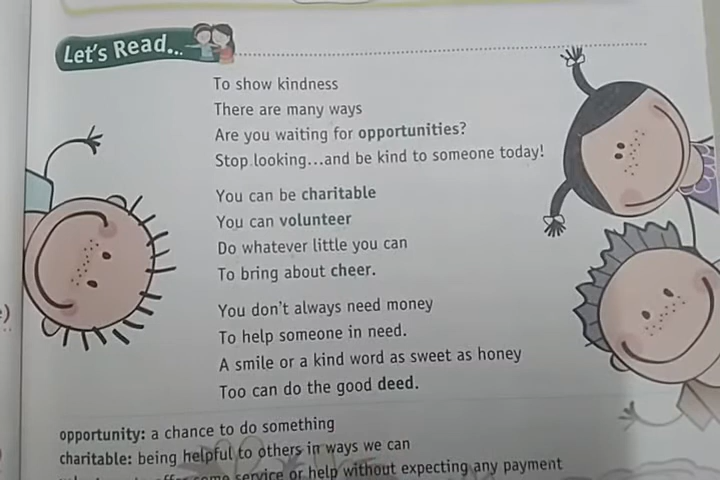 Let's Read...
To show kindness
There are many ways
Are you waiting for opportunities?
Stop looking...and be kind to someone today!
You can be charitable
You can volunteer
Do whatever little you can
To bring about cheer.
You don't always need money
To help someone in need.
A smile or a kind word as sweet as honey
Too can do the good deed.
opportunity: a chance to do something
charitable: being helpful to others in ways we can
some service or help without expecting any payment